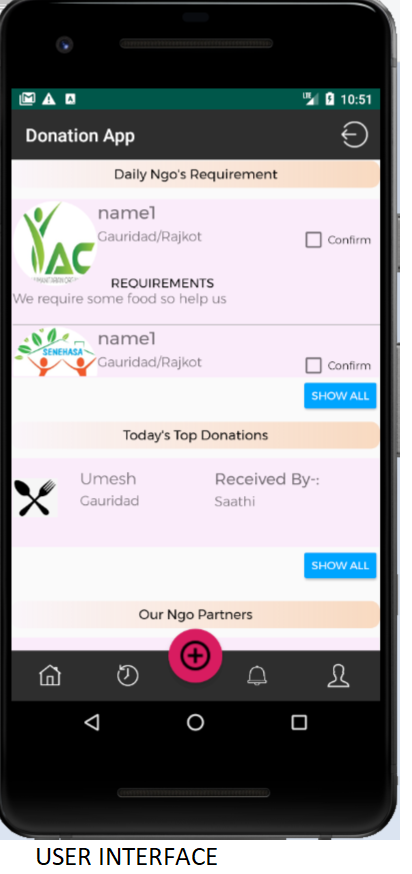 LTE 10:51
Donation App
Daily Ngo's Requirement
name1
Gauridad/Rajkot
Confirm
YAC
REQUIREMENTS
We require some food so help us
name1
SENEHASA
Gauridad/Rajkot
Confirm
SHOW ALL
Today's Top Donations
Umesh Received By-:
Gauridad Saathi
SHOW ALL
Our Ngo Partners
USER INTERFACE